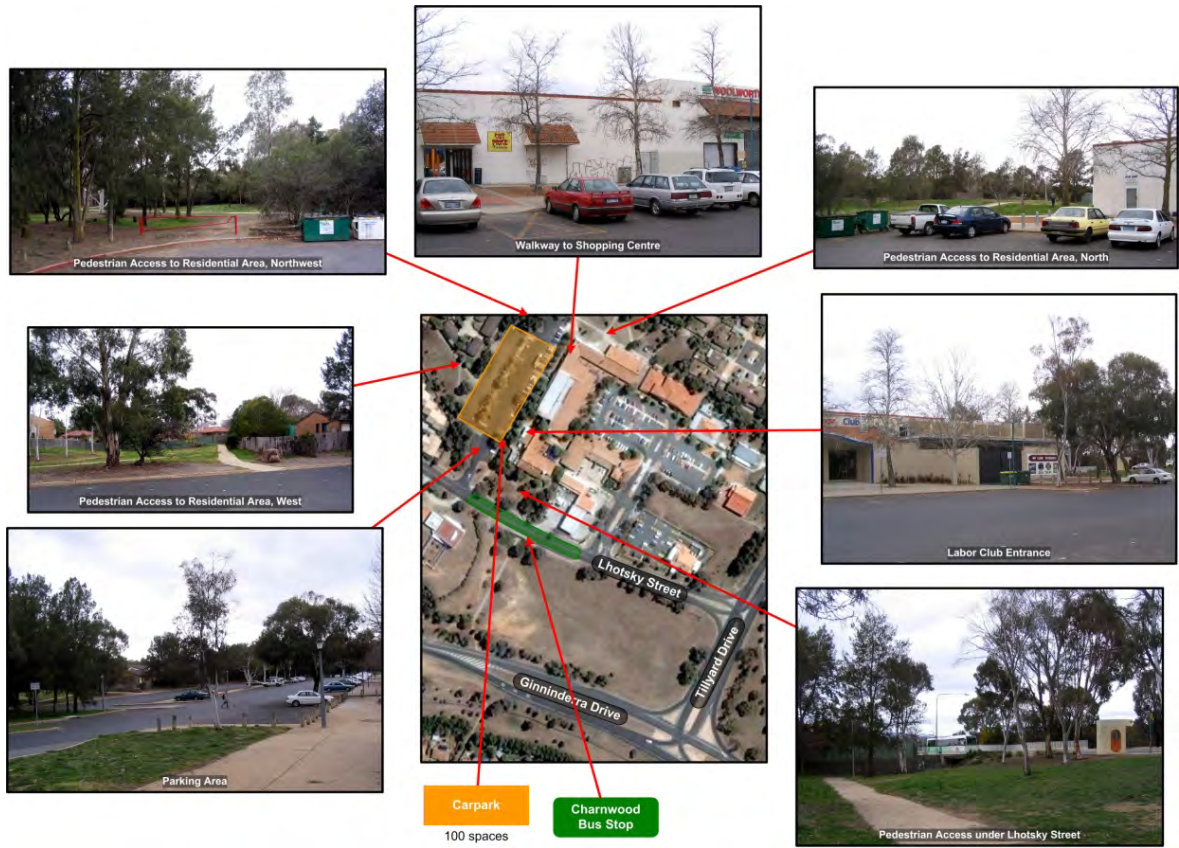 WOOLWOR
Walkway to Shopping Centre
Pedestrian Access to Residential Area, Northwest
Pedestrian Access to Residential Area, North
Pedestrian Access to Residential Area, West
Club
Labor Club Entrance
Lhotsky Street
Tillyard Drive
Ginninderra Drive
Parking Area
Carpark
100 spaces
Charnwood
Bus Stop
Pedestrian Access under Lhotsky Street